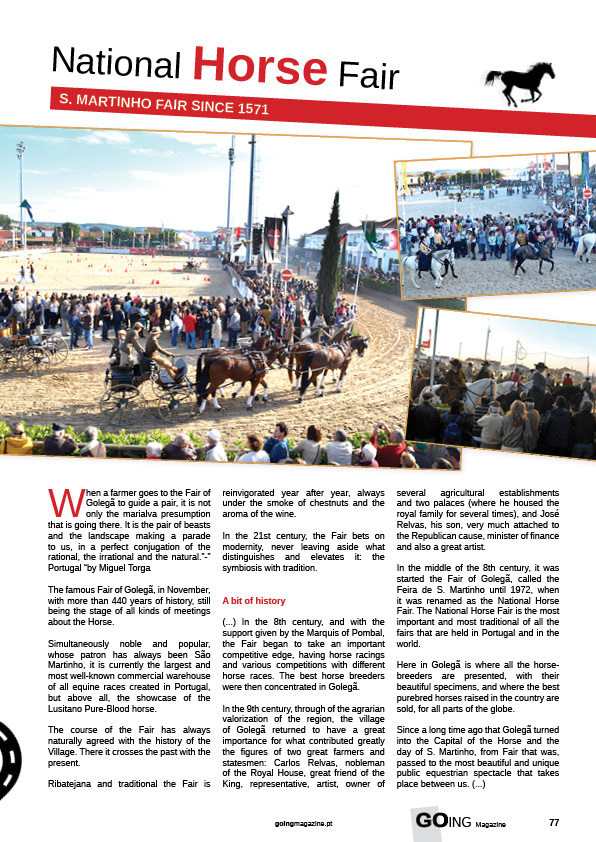 National Horse Fair
S. MARTINHO FAIR SINCE 1571
When a farmer goes to the Fair of
Golegã to guide a pair, it is not
only the marialva presumption
that is going there. It is the pair of beasts
and the landscape making a parade
to us, in a perfect conjugation of the
rational, the irrational and the natural."-"
Portugal "by Miguel Torga
The famous Fair of Golegã, in November,
with more than 440 years of history, still
being the stage of all kinds of meetings
about the Horse.
Simultaneously noble and popular,
whose patron has always been São
Martinho, it is currently the largest and
most well-known commercial warehouse
of all equine races created in Portugal,
but above all, the showcase of the
Lusitano Pure-Blood horse.
The course of the Fair has always
naturally agreed with the history of the
Village. There it crosses the past with the
present.
Ribatejana and traditional the Fair is
reinvigorated year after year, always
under the smoke of chestnuts and the
aroma of the wine.
In the 21st century, the Fair bets on
modernity, never leaving aside what
distinguishes and elevates it: the
symbiosis with tradition.
A bit of history
(...) In the 8th century, and with the
support given by the Marquis of Pombal,
the Fair began to take an important
competitive edge, having horse racings
and various competitions with different
horse races. The best horse breeders
were then concentrated in Golegã.
In the 9th century, through of the agrarian
valorization of the region, the village
of Golegã returned to have a great
importance for what contributed greatly
the figures of two great farmers and
statesmen: Carlos Relvas, nobleman
of the Royal House, great friend of the
King, representative, artist, owner of
several agricultural establishments
and two palaces (where he housed the
royal family for several times), and José
Relvas, his son, very much attached to
the Republican cause, minister of finance
and also a great artist.
In the middle of the 8th century, it was
started the Fair of Golegã, called the
Feira de S. Martinho until 1972, when
it was renamed as the National Horse
Fair. The National Horse Fair is the most
important and most traditional of all the
fairs that are held in Portugal and in the
world.
Here in Golegã is where all the horse-
breeders are presented, with their
beautiful specimens, and where the best
purebred horses raised in the country are
sold, for all parts of the globe.
Since a long time ago that Golegã turned
into the Capital of the Horse and the
day of S. Martinho, from Fair that was,
passed to the most beautiful and unique
public equestrian spectacle that takes
place between us. (...)
goingmagazine.pt
GOING Magazine
77